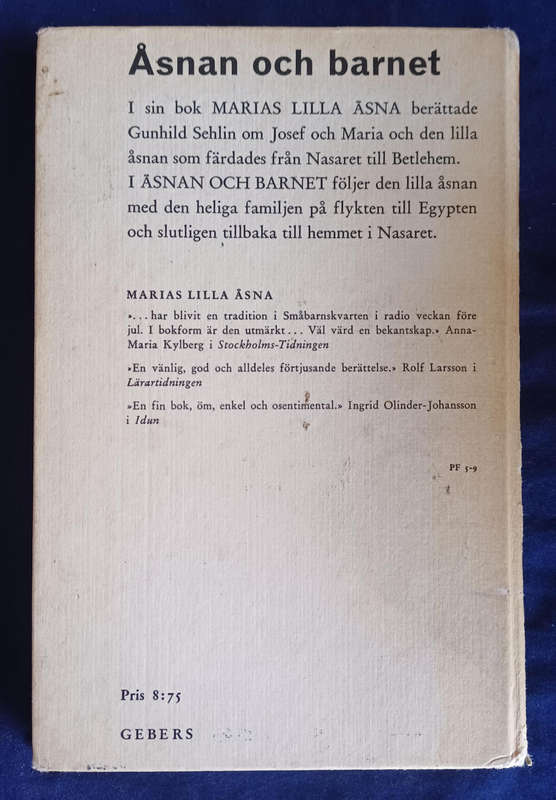 Åsnan och barnet
I sin bok MARIAS LILLA ÅSNA berättade
Gunhild Sehlin om Josef och Maria och den lilla
åsnan som färdades från Nasaret till Betlehem.
I ÅSNAN OCH BARNET följer den lilla åsnan
med den heliga familjen på flykten till Egypten
och slutligen tillbaka till hemmet i Nasaret.
MARIAS LILLA ÅSNA
»... har blivit en tradition i Småbarnskvarten i radio veckan före
jul. I bokform är den utmärkt ... Väl värd en bekantskap.» Anna-
Maria Kylberg i Stockholms-Tidningen
»En vänlig, god och alldeles förtjusande berättelse.» Rolf Larsson i
Lärartidningen
»En fin bok, öm, enkel och osentimental.» Ingrid Olinder-Johansson
i Idun
PF 5-9
Pris 8:75
GEBERS